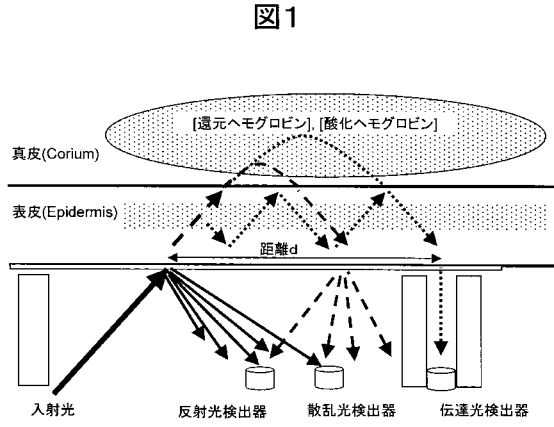 図1
[還元ヘモグロビン], [酸化ヘモグロビン]
真皮(Corium)
表皮(Epidermis)
距離d
入射光 反射光検出器 散乱光検出器 伝達光検出器